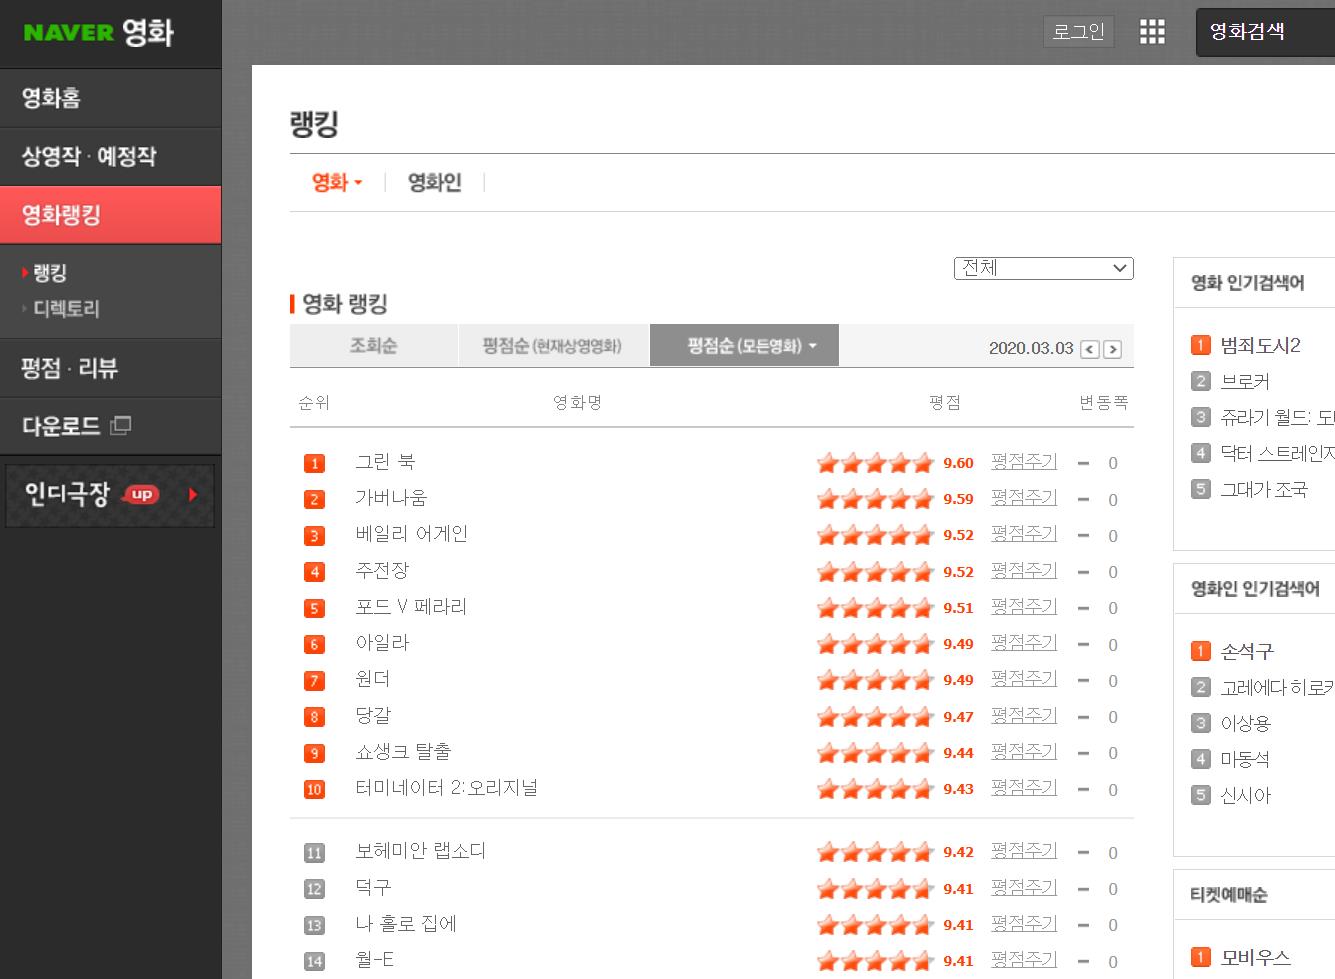 NAVER 영화
로그인
영화검색
영화홈
상영작·예정작
영화랭킹
랭킹
디렉토리
평점·리뷰
다운로드
인디극장 up
랭킹
영화
영화인
전체
영화 랭킹
조회순
평점순 (현재상영영화)
평점순 (모든영화)
2020.03.03
순위 영화명 평점 변동폭
1 그린 북 9.60 평점주기 0
2 가버나움 9.59 평점주기 0
3 베일리 어게인 9.52 평점주기 0
4 주전장 9.52 평점주기 0
5 포드 V 페라리 9.51 평점주기 0
6 아일라 9.49 평점주기 0
7 원더 9.49 평점주기 0
8 당갈 9.47 평점주기 0
9 쇼생크 탈출 9.44 평점주기 0
10 터미네이터 2:오리지널 9.43 평점주기 0
11 보헤미안 랩소디 9.42 평점주기 0
12 덕구 9.41 평점주기 0
13 나 홀로 집에 9.41 평점주기 0
14 월-E 9.41 평점주기 0
영화 인기검색어
1 범죄도시2
2 브로커
3 쥬라기 월드:
4 닥터
5 그대가 조국
영화인 인기검색어
1 손석구
2 고레에다
3 이상용
4 마동석
5 신시아
티켓예매순
1 모비우스